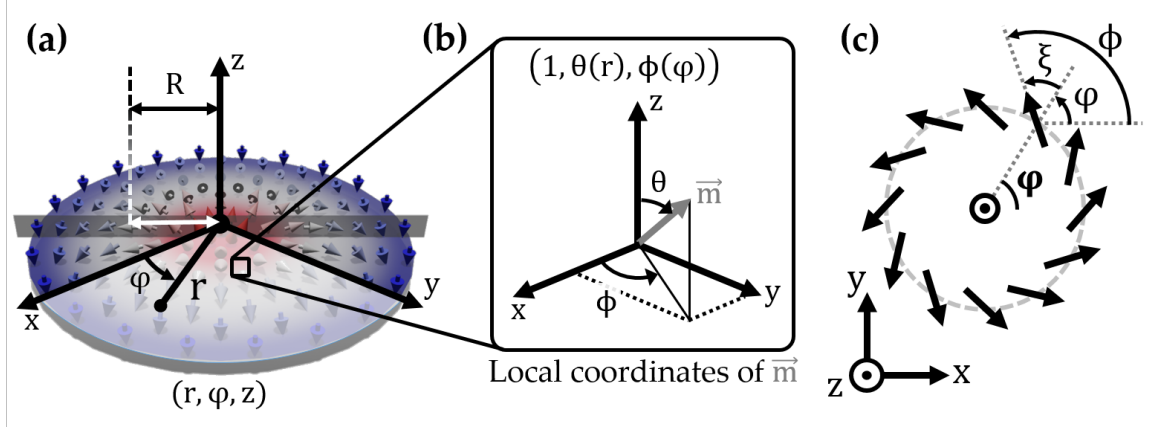 (a)
z
R
φ
r
x
y
(r, φ, z)
(b)
(1, θ(r), ϕ(φ))
z
θ
m⃗
x
ϕ
y
Local coordinates of m⃗
(c)
ϕ
ξ
φ
φ
y
z
x